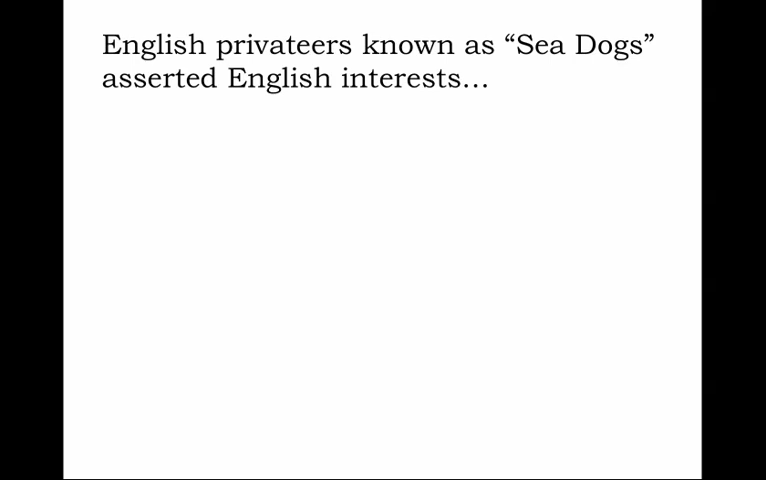 English privateers known as “Sea Dogs”
asserted English interests…